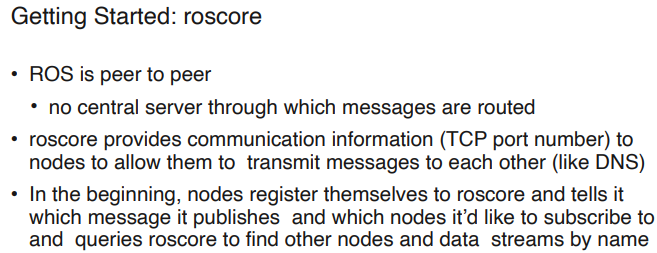 Getting Started: roscore
• ROS is peer to peer
• no central server through which messages are routed
• roscore provides communication information (TCP port number) to
nodes to allow them to  transmit messages to each other (like DNS)
• In the beginning, nodes register themselves to roscore and tells it
which message it publishes  and which nodes it’d like to subscribe to
and  queries roscore to find other nodes and data  streams by name